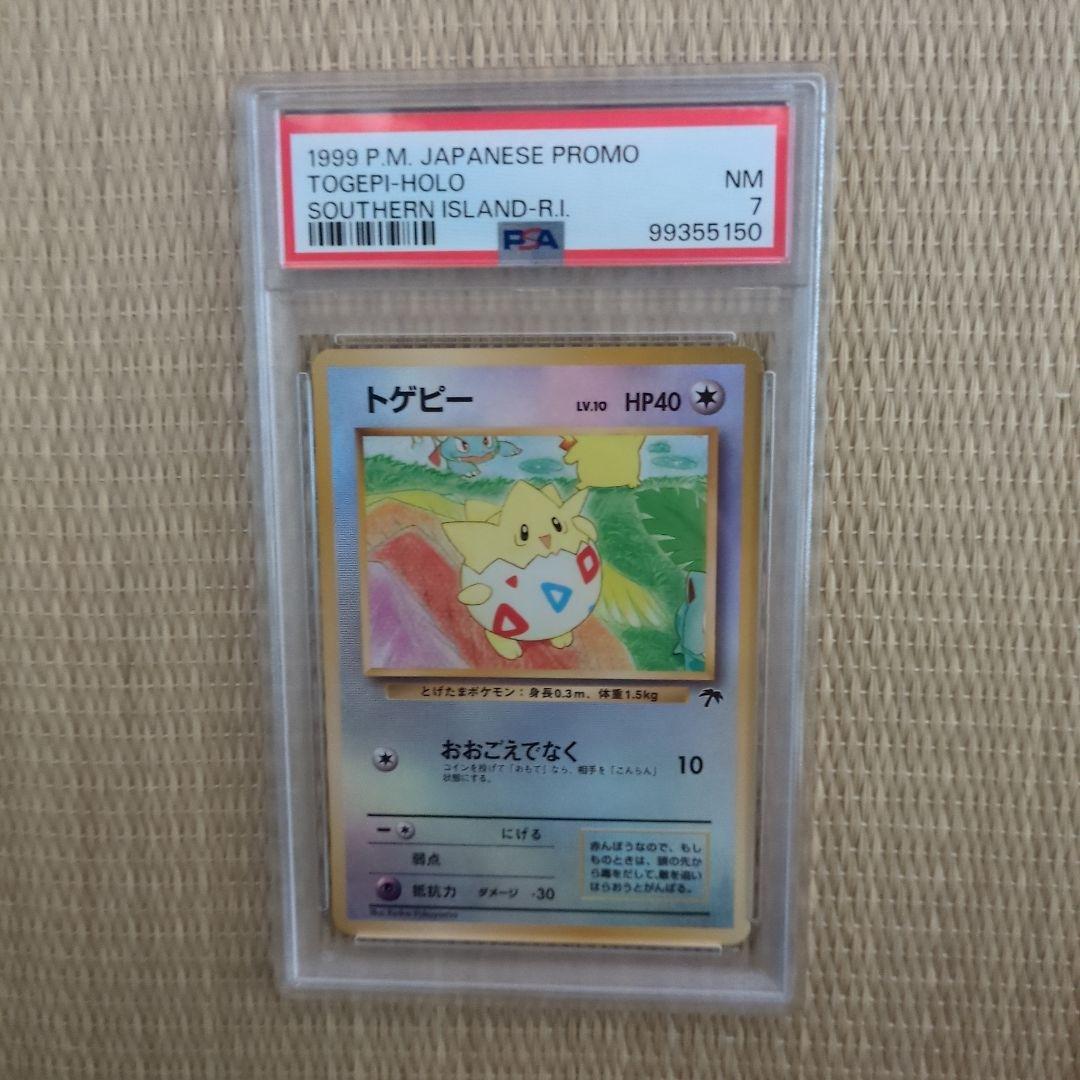 1999 P.M. JAPANESE PROMO
TOGEPI-HOLO
NM
SOUTHERN ISLAND-R.I.
7
PSA
99355150
トゲピー
LV.10 HP40
とげたまポケモン：身長0.3m、体重1.5kg
おおごえでなく
10
コインを投げて「おもて」なら、相手を「こんらん」
状態にする。
にげる
弱点
抵抗力 ダメージ -30
赤んぼうなので、もし
ものときは、頭の先か
ら毒をだして、敵を追い
はらおうとがんばる。